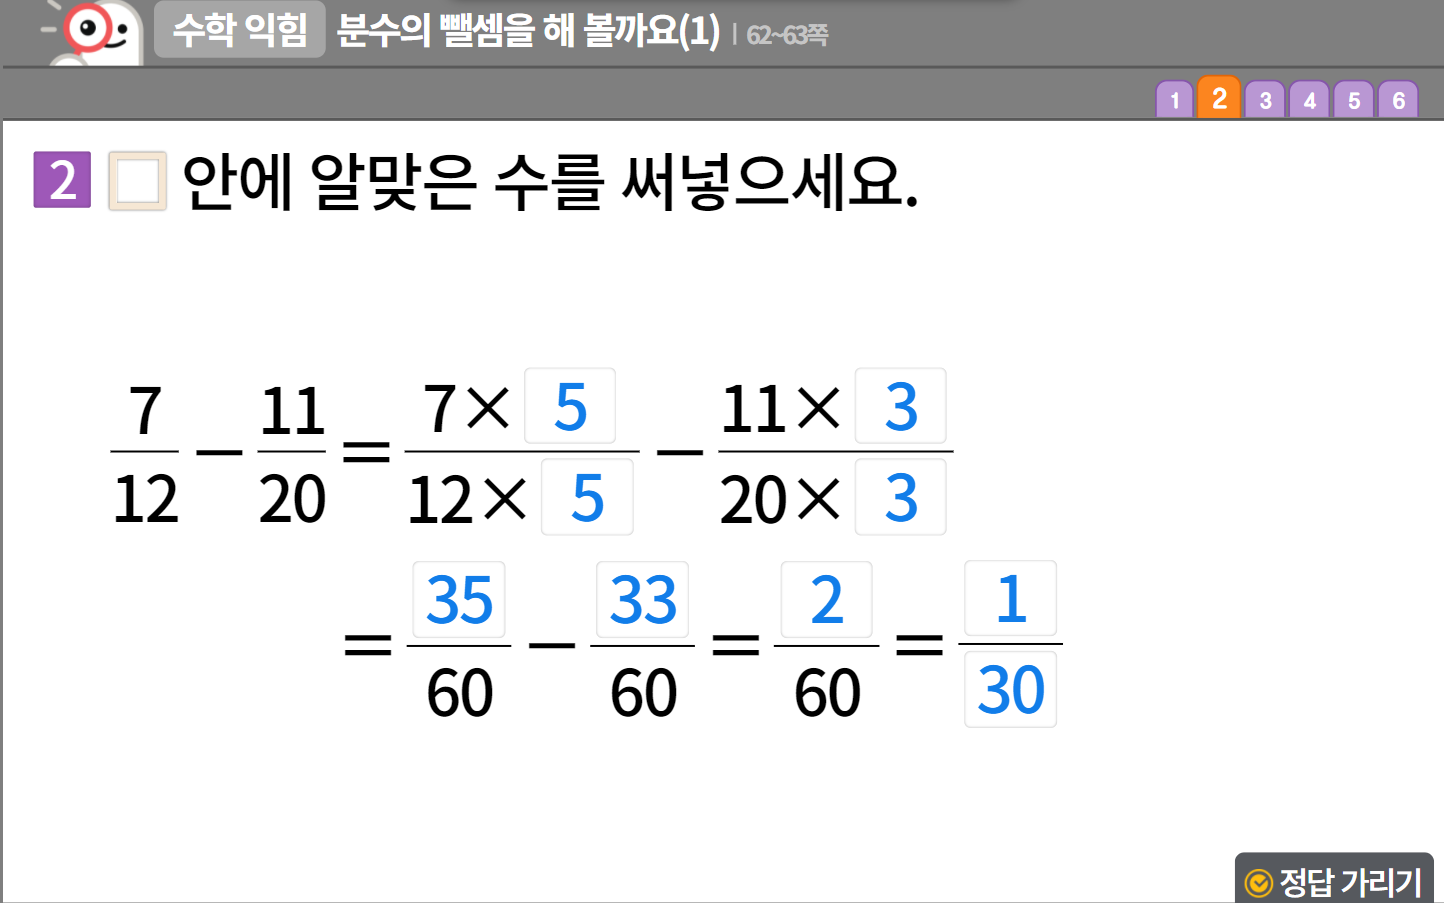 수학 익힘 분수의 뺄셈을 해 볼까요(1) | 62~63쪽
1 2 3 4 5 6
2 □ 안에 알맞은 수를 써넣으세요.
7/12 − 11/20 = 7×5/12×5 − 11×3/20×3
= 35/60 − 33/60 = 2/60 = 1/30
정답 가리기